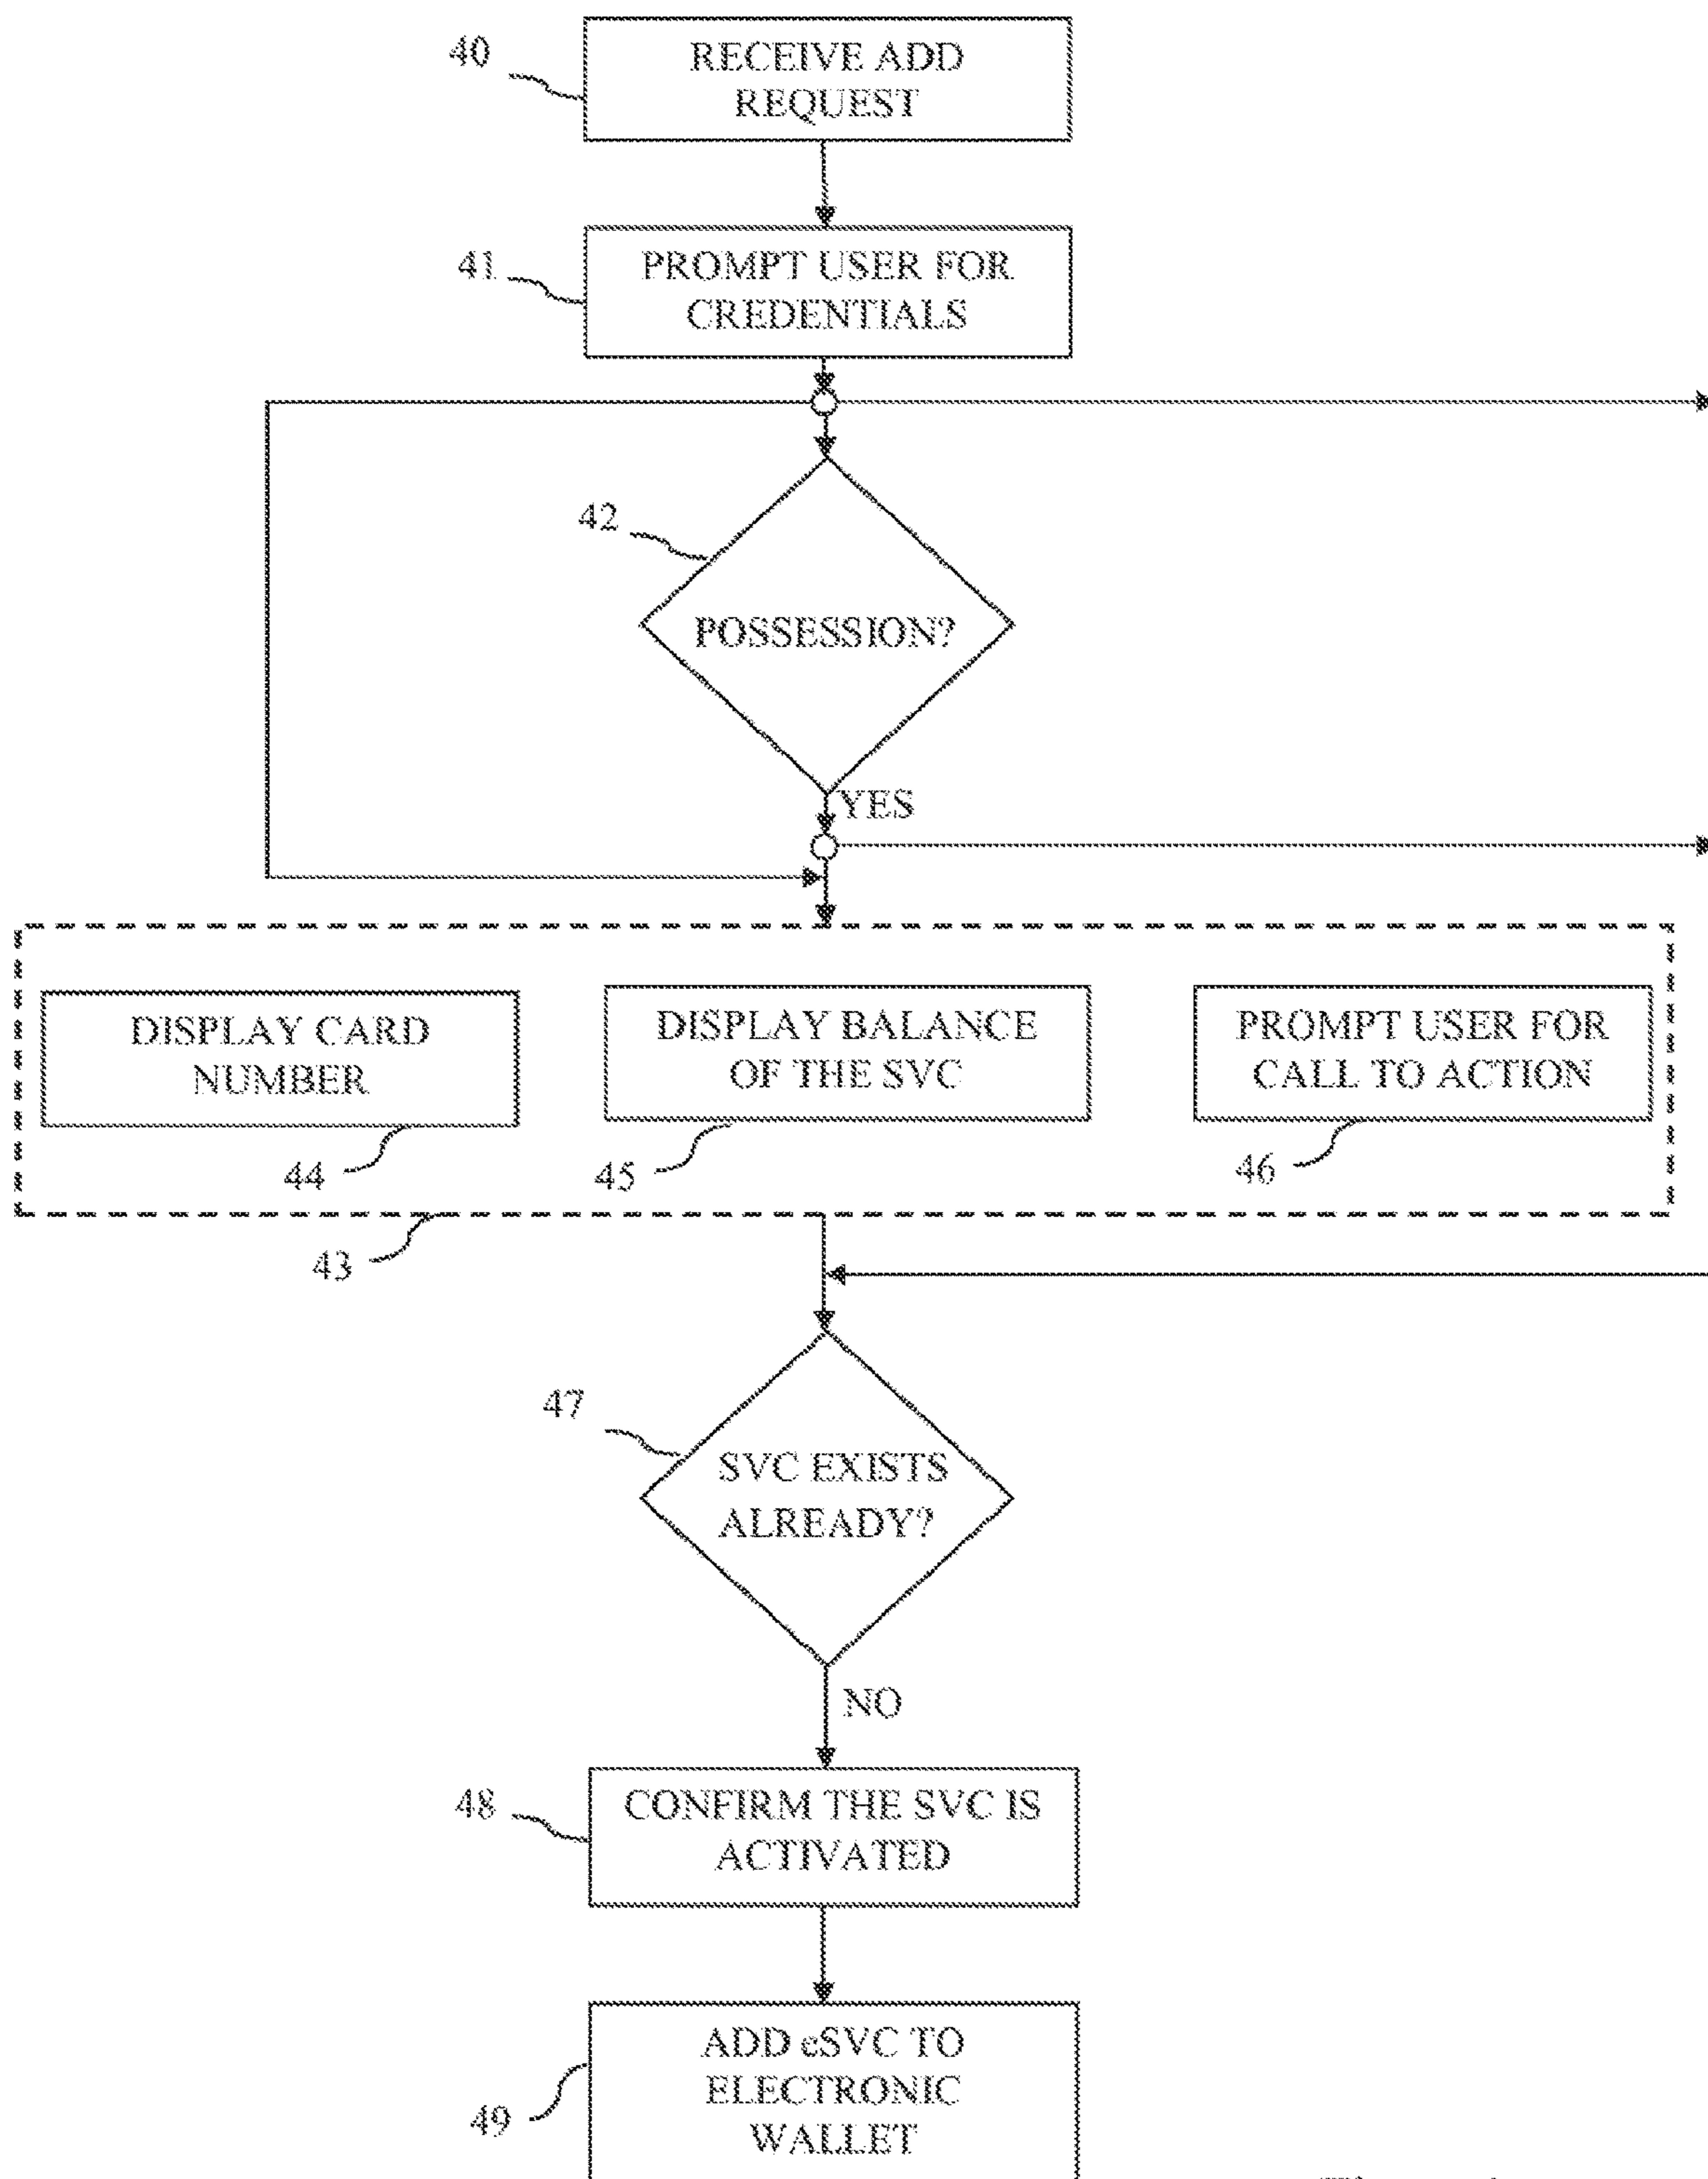 40
RECEIVE ADD
REQUEST
41
PROMPT USER FOR
CREDENTIALS
42
POSSESSION?
YES
DISPLAY CARD
NUMBER
44
DISPLAY BALANCE
OF THE SVC
45
PROMPT USER FOR
CALL TO ACTION
46
43
47
SVC EXISTS
ALREADY?
NO
48
CONFIRM THE SVC IS
ACTIVATED
49
ADD eSVC TO
ELECTRONIC
WALLET